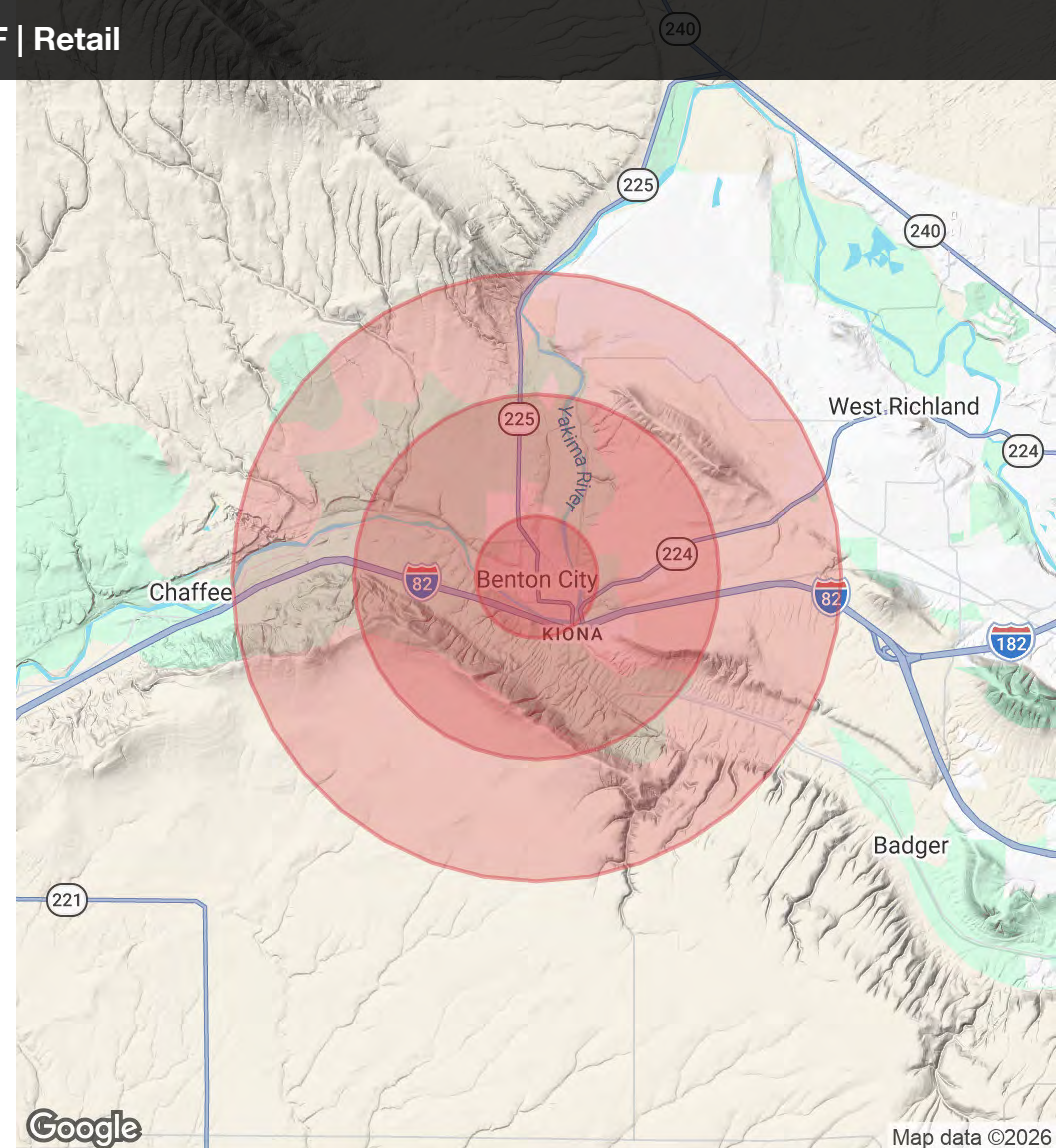 F | Retail
240
225
240
West Richland
225
Yakima River
224
224
Benton City
82
82
Chaffee
KIONA
182
Badger
221
Google
Map data ©2026